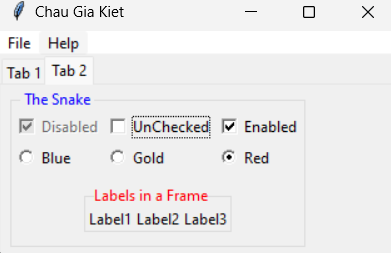 Chau Gia Kiet
File Help
Tab 1 Tab 2
The Snake
Disabled UnChecked Enabled
Blue Gold Red
Labels in a Frame
Label1 Label2 Label3